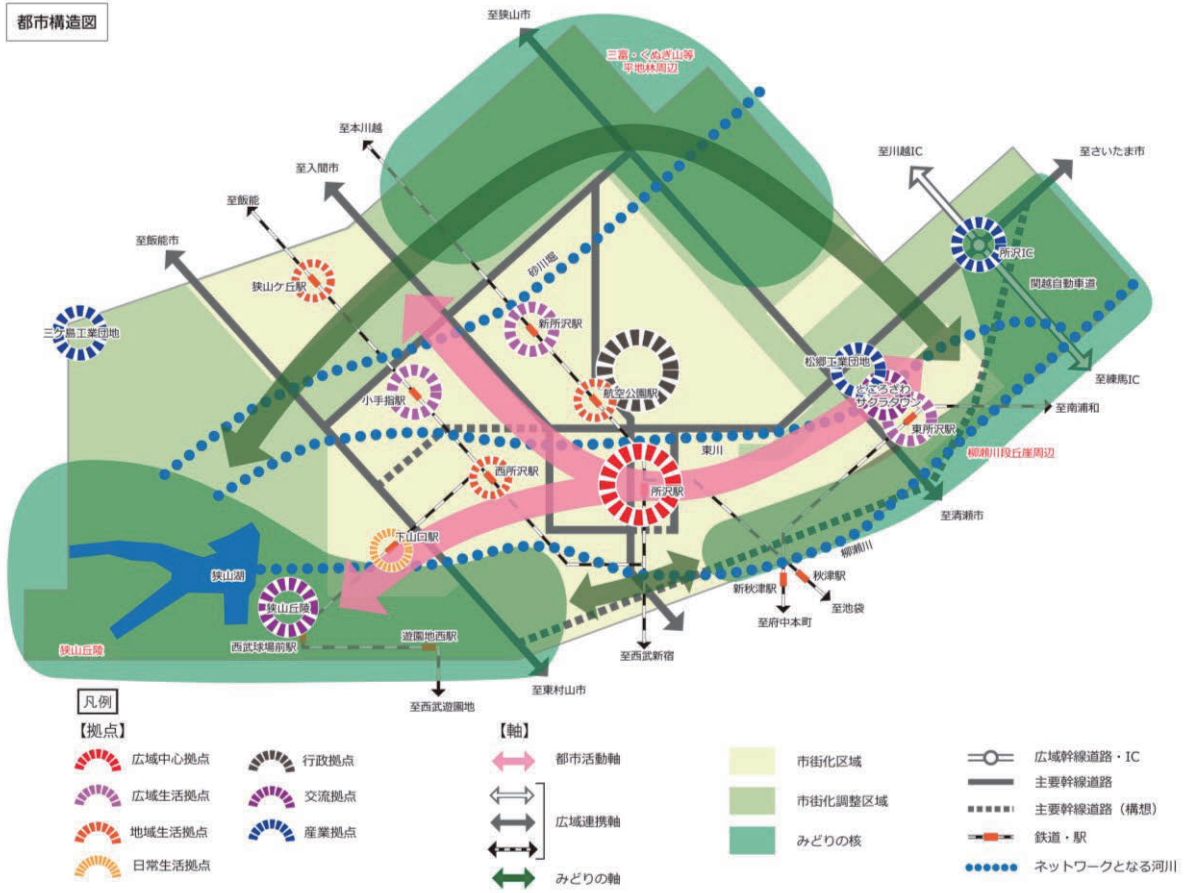 都市構造図
至狭山市
三富・くぬぎ山等
平地林周辺
至本川越
至入間市
至川越IC
至さいたま市
至飯能
至飯能市
砂川堀
所沢IC
狭山ケ丘駅
関越自動車道
新所沢駅
三ケ島工業団地
松郷工業団地
至練馬IC
航空公園駅
ところざわ
サクラタウン
小手指駅
至南浦和
東所沢駅
東川
柳瀬川段丘崖周辺
西所沢駅
所沢駅
至清瀬市
下山口駅
柳瀬川
狭山湖
秋津駅
新秋津駅
狭山丘陵
至池袋
至府中本町
遊園地西駅
西武球場前駅
狭山丘陵
至西武新宿
至東村山市
至西武遊園地
凡例
【拠点】
広域中心拠点
行政拠点
広域生活拠点
交流拠点
地域生活拠点
産業拠点
日常生活拠点
【軸】
都市活動軸
広域連携軸
みどりの軸
市街化区域
市街化調整区域
みどりの核
広域幹線道路・IC
主要幹線道路
主要幹線道路（構想）
鉄道・駅
ネットワークとなる河川